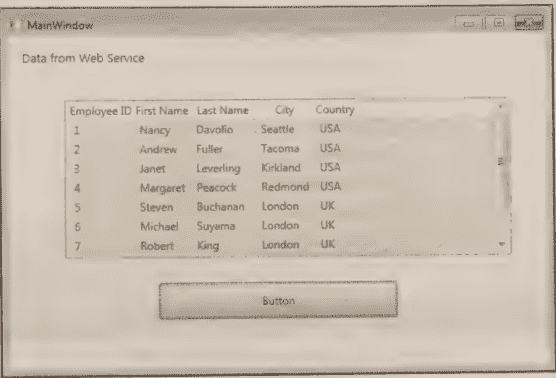 MainWindow
Data from Web Service
Employee ID First Name Last Name City Country
1 Nancy Davolio Seattle USA
2 Andrew Fuller Tacoma USA
3 Janet Leverling Kirkland USA
4 Margaret Peacock Redmond USA
5 Steven Buchanan London UK
6 Michael Suyama London UK
7 Robert King London UK
Button